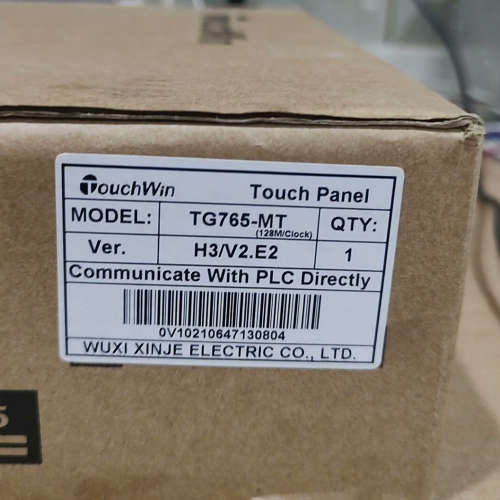 TouchWin Touch Panel
MODEL: TG765-MT (128M/Clock) QTY:
Ver. H3/V2.E2 1
Communicate With PLC Directly
0V10210647130804
WUXI XINJE ELECTRIC CO., LTD.
5